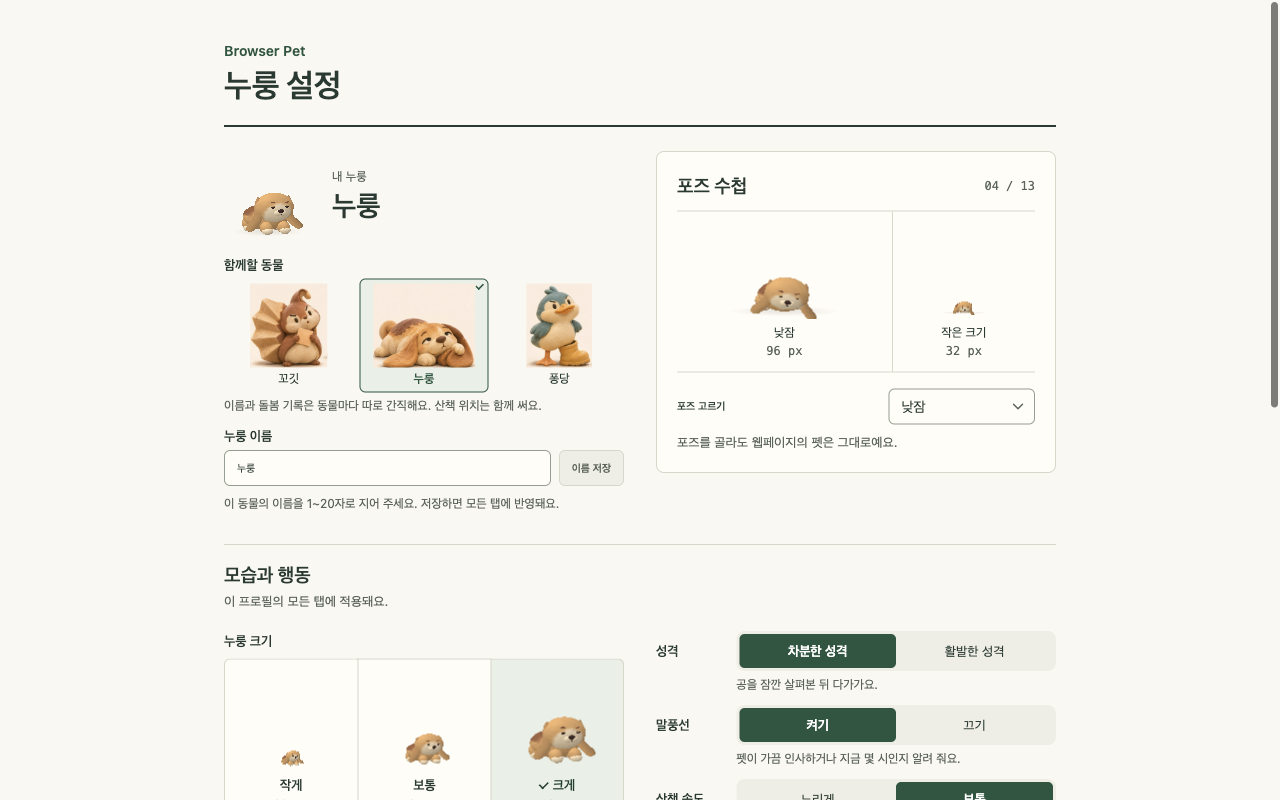 Browser Pet
누룽 설정
내 누룽
누룽
함께할 동물
꼬깃
누룽
퐁당
이름과 돌봄 기록은 동물마다 따로 간직해요. 산책 위치는 함께 써요.
누룽 이름
누룽
이름 저장
이 동물의 이름을 1~20자로 지어 주세요. 저장하면 모든 탭에 반영돼요.
포즈 수첩
04 / 13
낮잠
96 px
작은 크기
32 px
포즈 고르기
낮잠
포즈를 골라도 웹페이지의 펫은 그대로예요.
모습과 행동
이 프로필의 모든 탭에 적용돼요.
누룽 크기
작게
보통
크게
성격
차분한 성격
활발한 성격
공을 잠깐 살펴본 뒤 다가가요.
말풍선
켜기
끄기
펫이 가끔 인사하거나 지금 몇 시인지 알려 줘요.
산책 속도
느리게
보통